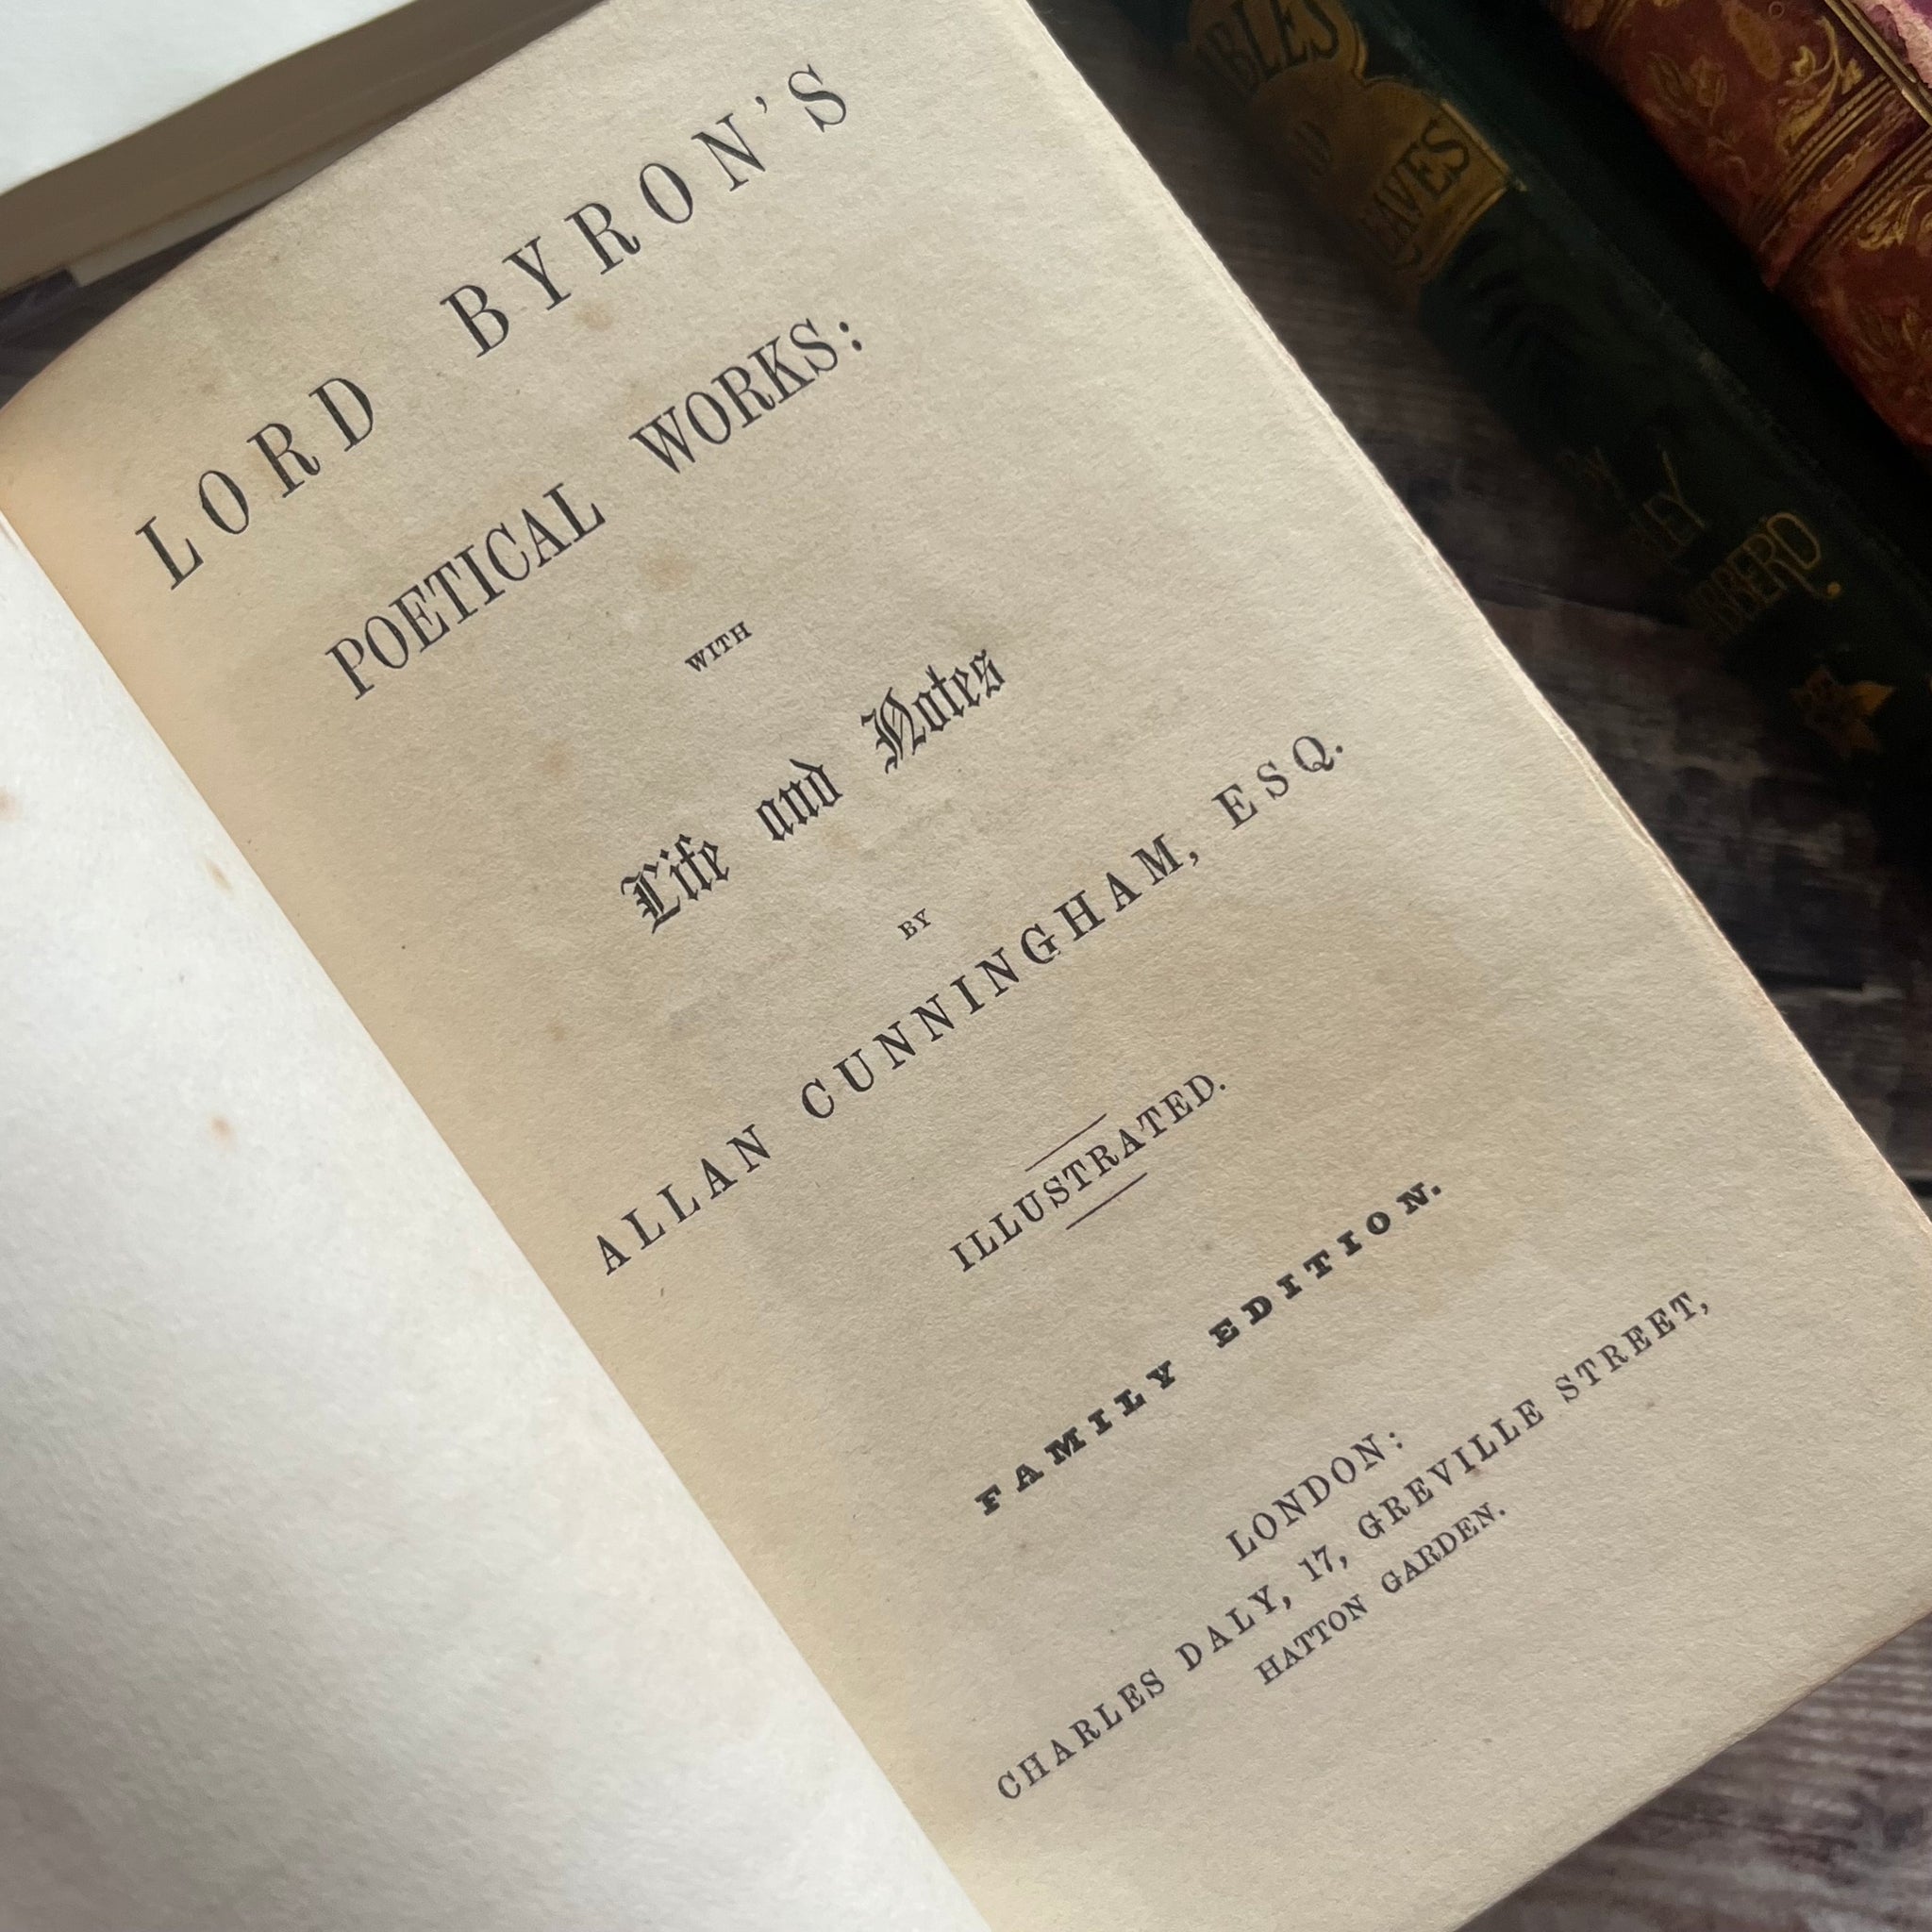 LORD BYRON'S
POETICAL WORKS:
WITH
Life and Notes
BY
ALLAN CUNNINGHAM, ESQ.
ILLUSTRATED.
FAMILY EDITION.
LONDON:
CHARLES DALY, 17, GREVILLE STREET,
HATTON GARDEN.
BY